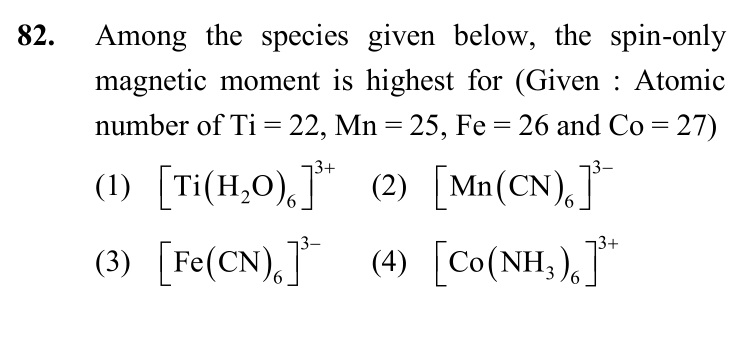 82. Among the species given below, the spin-only
magnetic moment is highest for (Given : Atomic
number of Ti = 22, Mn = 25, Fe = 26 and Co = 27)
(1) [Ti(H₂O)₆]³⁺ (2) [Mn(CN)₆]³⁻
(3) [Fe(CN)₆]³⁻ (4) [Co(NH₃)₆]³⁺